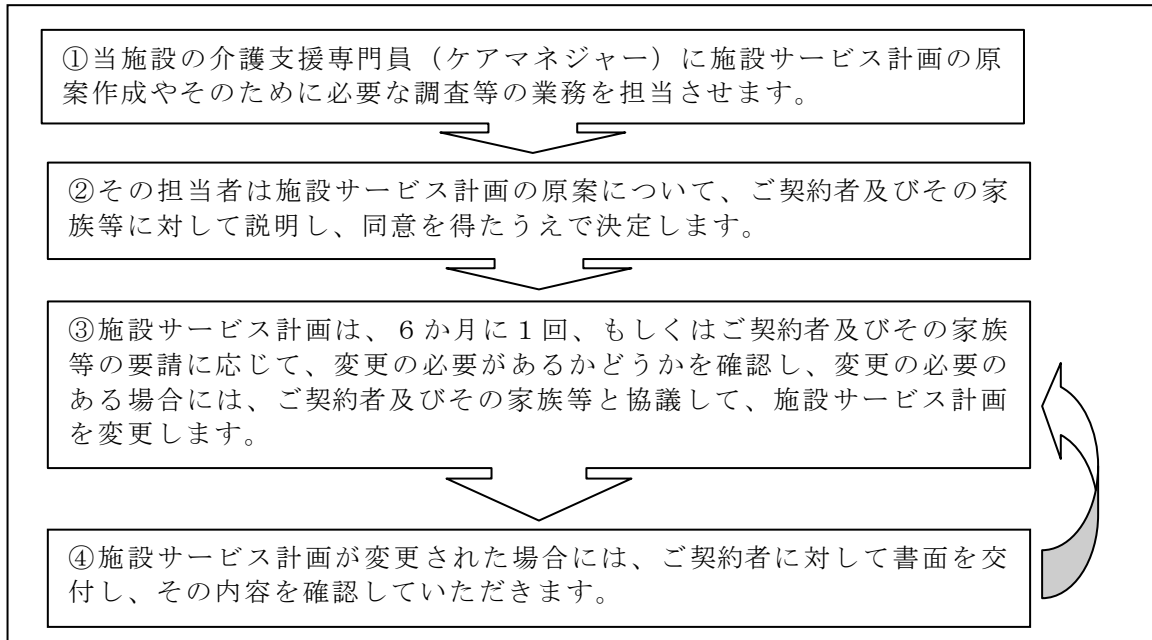 ①当施設の介護支援専門員(ケアマネジャー)に施設サービス計画の原
案作成やそのために必要な調査等の業務を担当させます。
②その担当者は施設サービス計画の原案について、ご契約者及びその家
族等に対して説明し、同意を得たうえで決定します。
③施設サービス計画は、6か月に1回、もしくはご契約者及びその家族
等の要請に応じて、変更の必要があるかどうかを確認し、変更の必要の
ある場合には、ご契約者及びその家族等と協議して、施設サービス計画
を変更します。
④施設サービス計画が変更された場合には、ご契約者に対して書面を交
付し、その内容を確認していただきます。